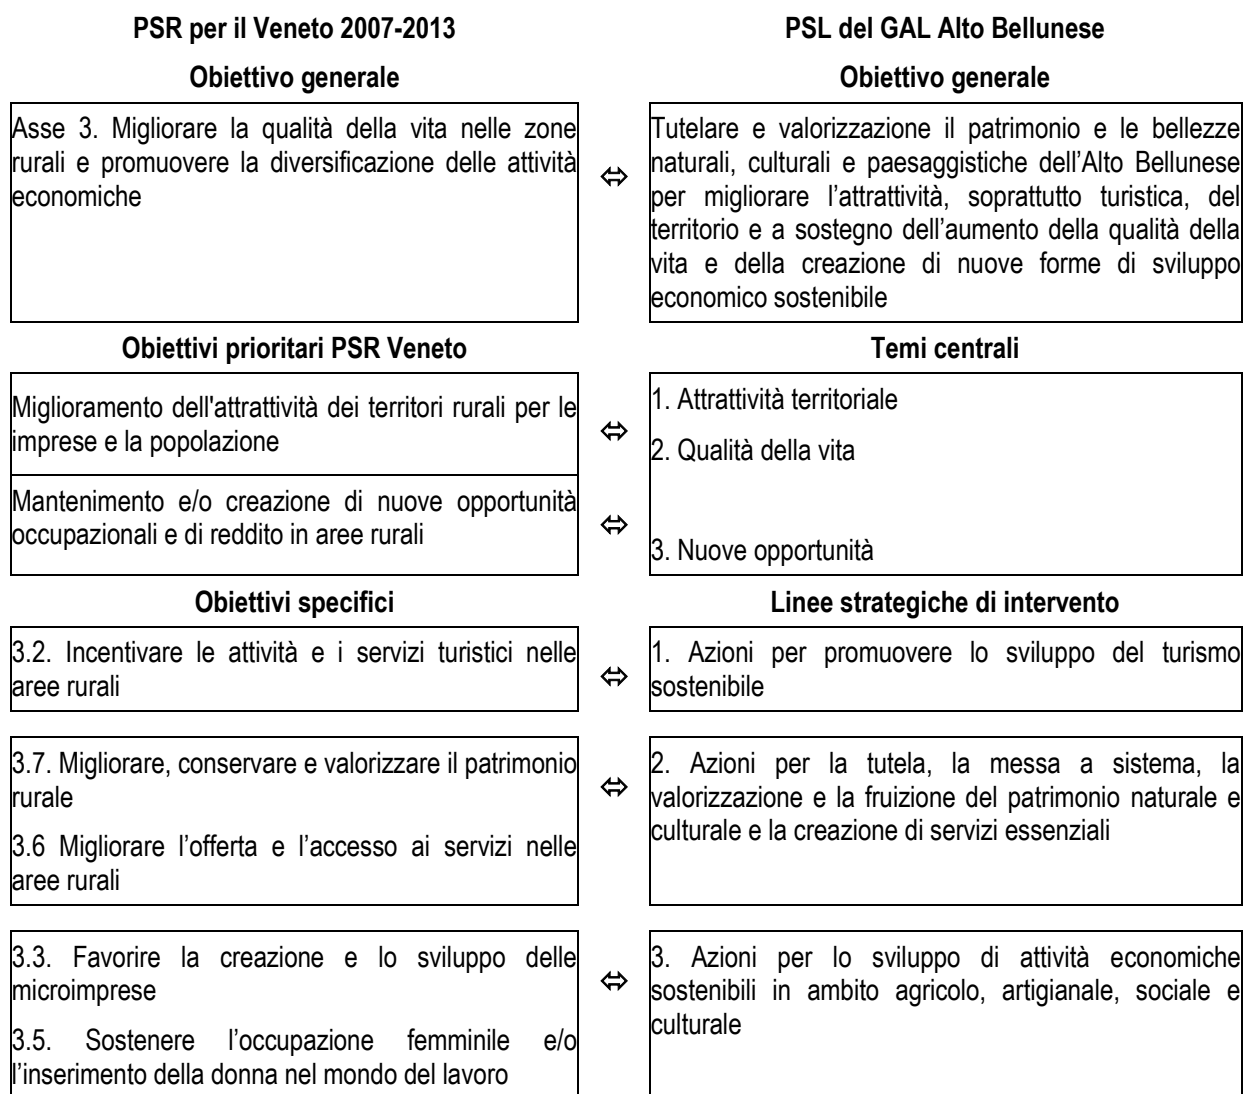 PSR per il Veneto 2007-2013
PSL del GAL Alto Bellunese
Obiettivo generale
Obiettivo generale
Asse 3. Migliorare la qualità della vita nelle zone
rurali e promuovere la diversificazione delle attività
economiche
⇔
Tutelare e valorizzazione il patrimonio e le bellezze
naturali, culturali e paesaggistiche dell’Alto Bellunese
per migliorare l’attrattività, soprattutto turistica, del
territorio e a sostegno dell’aumento della qualità della
vita e della creazione di nuove forme di sviluppo
economico sostenibile
Obiettivi prioritari PSR Veneto
Temi centrali
Miglioramento dell'attrattività dei territori rurali per le
imprese e la popolazione
⇔
1. Attrattività territoriale
2. Qualità della vita
Mantenimento e/o creazione di nuove opportunità
occupazionali e di reddito in aree rurali
⇔
3. Nuove opportunità
Obiettivi specifici
Linee strategiche di intervento
3.2. Incentivare le attività e i servizi turistici nelle
aree rurali
⇔
1. Azioni per promuovere lo sviluppo del turismo
sostenibile
3.7. Migliorare, conservare e valorizzare il patrimonio
rurale
3.6 Migliorare l’offerta e l’accesso ai servizi nelle
aree rurali
⇔
2. Azioni per la tutela, la messa a sistema, la
valorizzazione e la fruizione del patrimonio naturale e
culturale e la creazione di servizi essenziali
3.3. Favorire la creazione e lo sviluppo delle
microimprese
3.5. Sostenere l’occupazione femminile e/o
l’inserimento della donna nel mondo del lavoro
⇔
3. Azioni per lo sviluppo di attività economiche
sostenibili in ambito agricolo, artigianale, sociale e
culturale